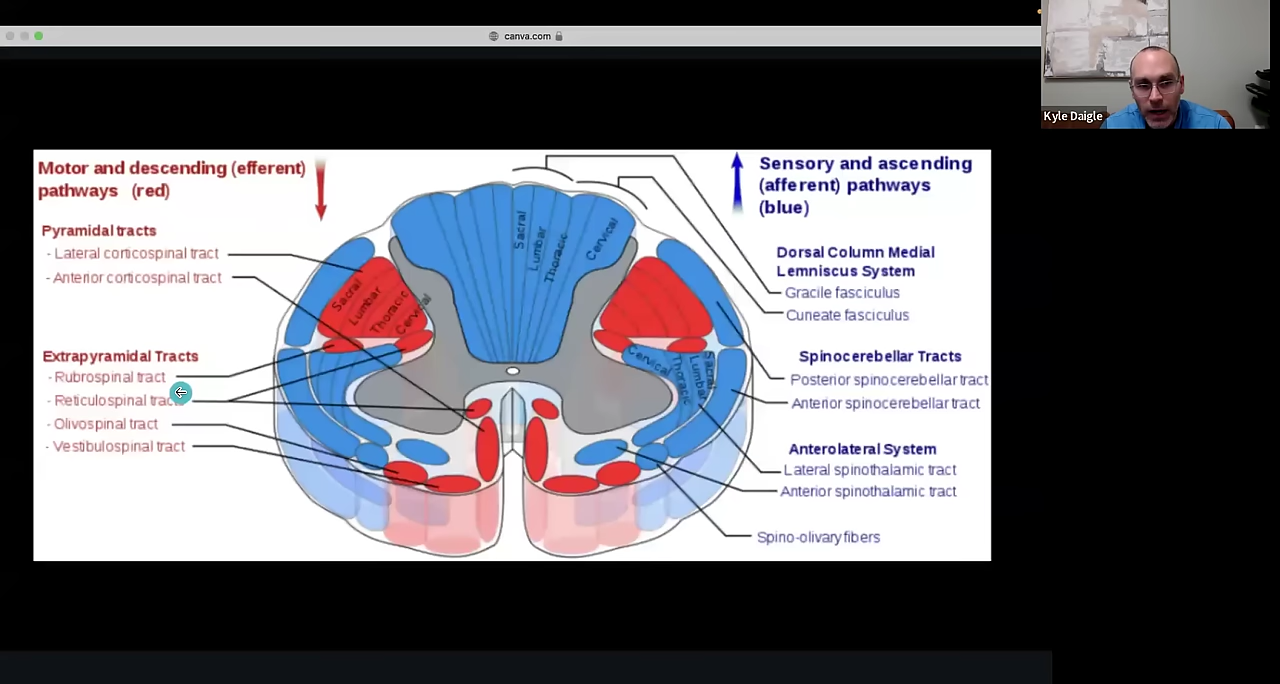 canva.com
Kyle Daigle
Motor and descending (efferent)
pathways (red)
Pyramidal tracts
- Lateral corticospinal tract
- Anterior corticospinal tract
Extrapyramidal Tracts
- Rubrospinal tract
- Reticulospinal tract
- Olivospinal tract
- Vestibulospinal tract
Sacral
Lumbar
Thoracic
Cervical
Sacral
Lumbar
Thoracic
Cervical
Cervical
Thoracic
Lumbar
Sacral
Sensory and ascending
(afferent) pathways
(blue)
Dorsal Column Medial
Lemniscus System
Gracile fasciculus
Cuneate fasciculus
Spinocerebellar Tracts
Posterior spinocerebellar tract
Anterior spinocerebellar tract
Anterolateral System
Lateral spinothalamic tract
Anterior spinothalamic tract
Spino-olivary fibers